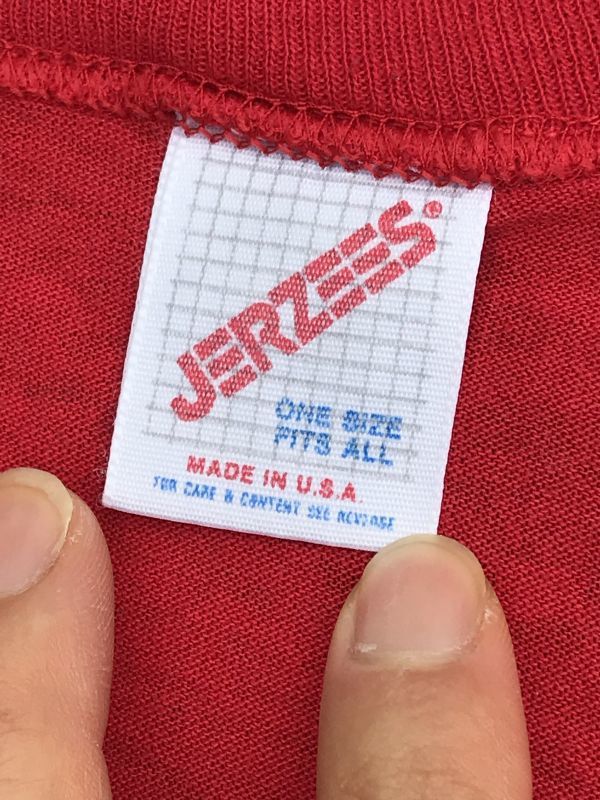 JERZEES®
ONE SIZE
FITS ALL
MADE IN U.S.A.
FOR CARE & CONTENT SEE REVERSE